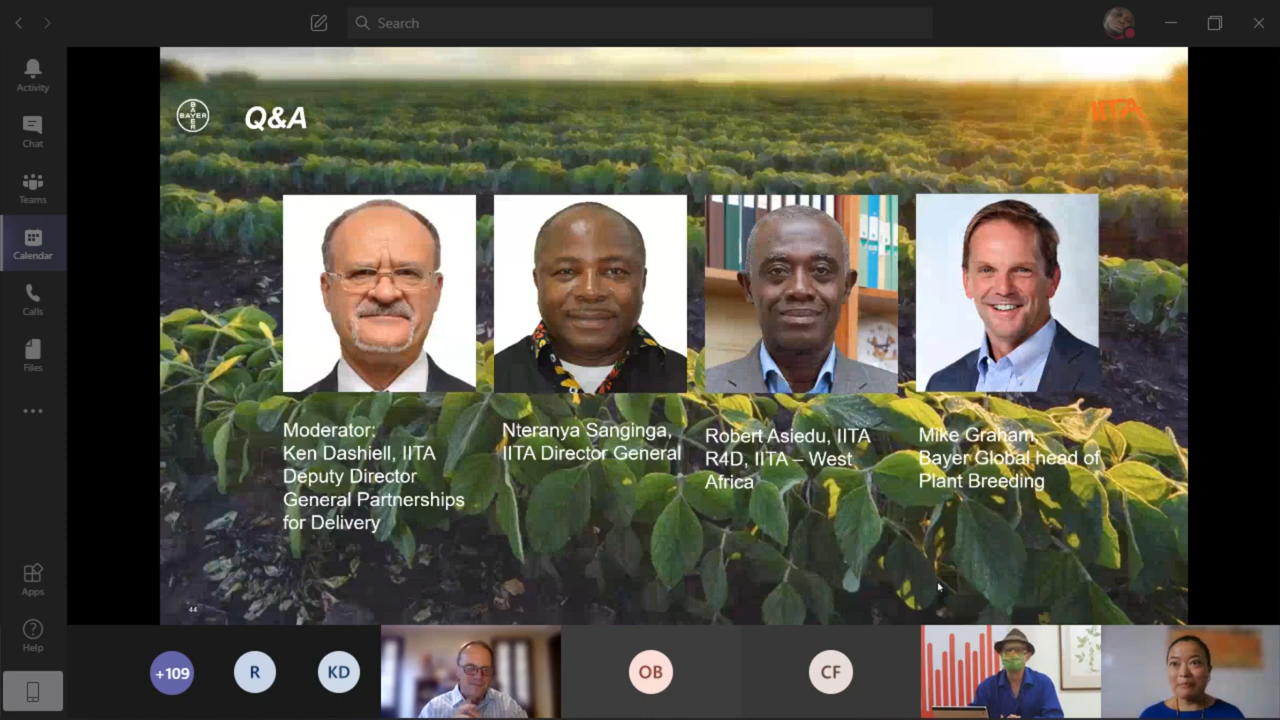 Search
Activity
Chat
Teams
Calendar
Calls
Files
Apps
Help
BAYER
BAYER
Q&A
IITA
Moderator:
Ken Dashiell, IITA
Deputy Director
General Partnerships
for Delivery
Nteranya Sanginga,
IITA Director General
Robert Asiedu, IITA
R4D, IITA – West
Africa
Mike Graham,
Bayer Global head of
Plant Breeding
44
+109
R
KD
OB
CF